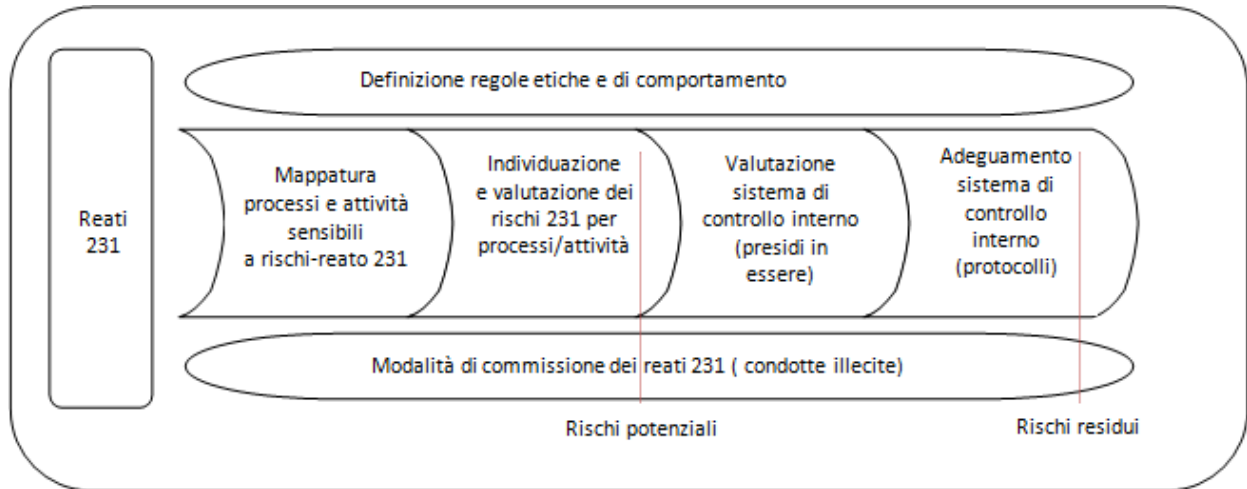 Definizione regole etiche e di comportamento
Reati
231
Mappatura
processi e attività
sensibili
a rischi-reato 231
Individuazione
e valutazione dei
rischi 231 per
processi/attività
Valutazione
sistema di
controllo interno
(presidi in
essere)
Adeguamento
sistema di
controllo
interno
(protocolli)
Modalità di commissione dei reati 231 ( condotte illecite)
Rischi potenziali
Rischi residui